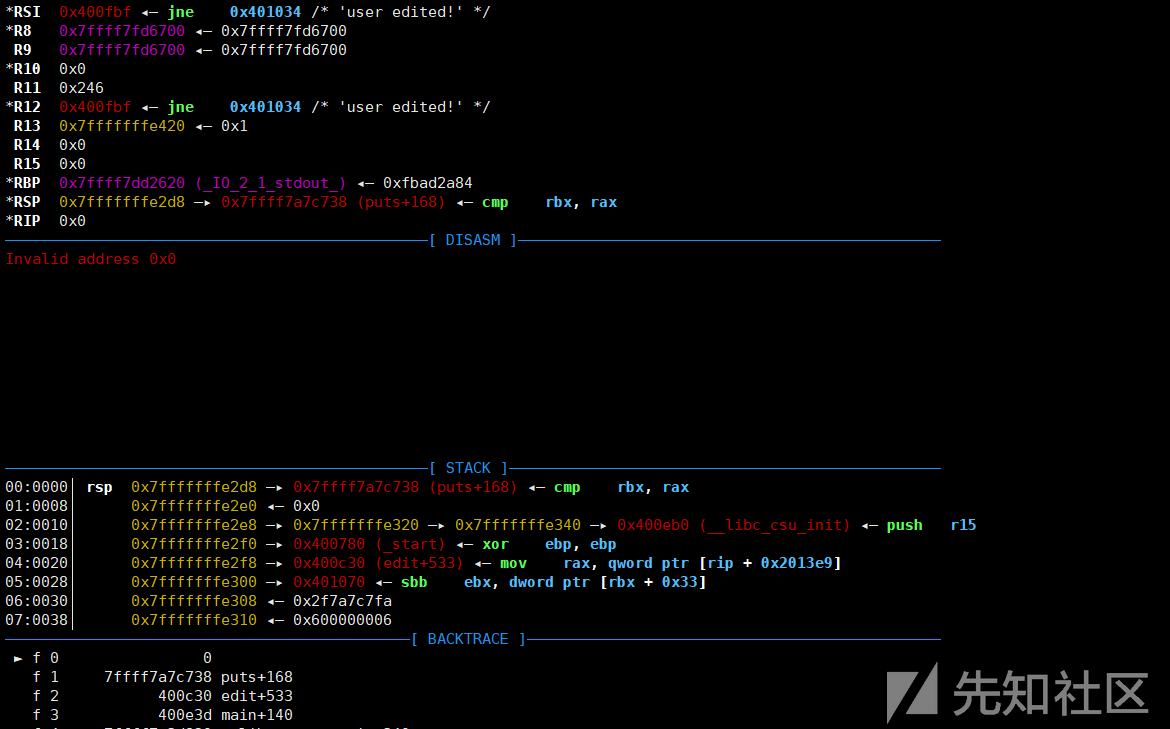 *RSI 0x400fbf ◂— jne 0x401034 /* 'user edited!' */
*R8 0x7ffff7fd6700 ◂— 0x7ffff7fd6700
R9 0x7ffff7fd6700 ◂— 0x7ffff7fd6700
*R10 0x0
R11 0x246
*R12 0x400fbf ◂— jne 0x401034 /* 'user edited!' */
R13 0x7fffffffe420 ◂— 0x1
R14 0x0
R15 0x0
*RBP 0x7ffff7dd2620 (_IO_2_1_stdout_) ◂— 0xfbad2a84
*RSP 0x7fffffffe2d8 —▸ 0x7ffff7a7c738 (puts+168) ◂— cmp rbx, rax
*RIP 0x0
[ DISASM ]
Invalid address 0x0
[ STACK ]
00:0000│ rsp 0x7fffffffe2d8 —▸ 0x7ffff7a7c738 (puts+168) ◂— cmp rbx, rax
01:0008│ 0x7fffffffe2e0 ◂— 0x0
02:0010│ 0x7fffffffe2e8 —▸ 0x7fffffffe320 —▸ 0x7fffffffe340 —▸ 0x400eb0 (__libc_csu_init) ◂— push r15
03:0018│ 0x7fffffffe2f0 —▸ 0x400780 (_start) ◂— xor ebp, ebp
04:0020│ 0x7fffffffe2f8 —▸ 0x400c30 (edit+533) ◂— mov rax, qword ptr [rip + 0x2013e9]
05:0028│ 0x7fffffffe300 —▸ 0x401070 ◂— sbb ebx, dword ptr [rbx + 0x33]
06:0030│ 0x7fffffffe308 ◂— 0x2f7a7c7fa
07:0038│ 0x7fffffffe310 ◂— 0x600000006
[ BACKTRACE ]
► f 0 0
f 1 7ffff7a7c738 puts+168
f 2 400c30 edit+533
f 3 400e3d main+140
先知社区